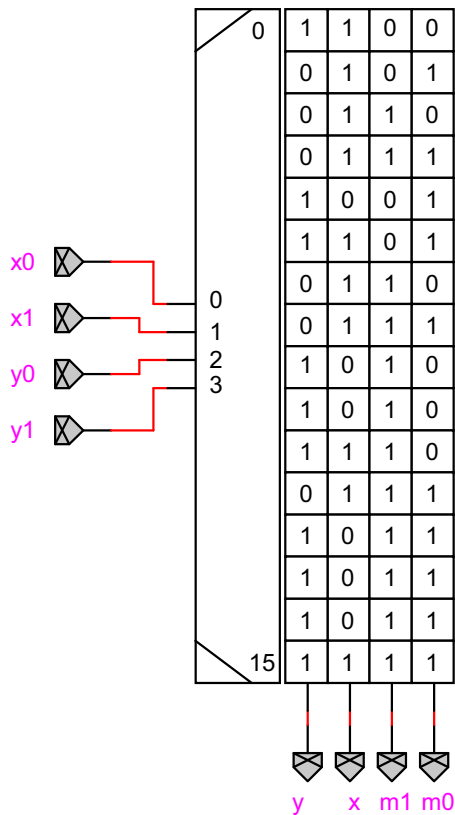 0 1 1 0 0
0 1 0 1
0 1 1 0
0 1 1 1
1 0 0 1
1 1 0 1
x0 0 1 1 0
0
x1 0 1 1 1
1
y0 2 1 0 1 0
3
y1 1 0 1 0
1 1 1 0
0 1 1 1
1 0 1 1
1 0 1 1
1 0 1 1
15 1 1 1 1
y x m1 m0